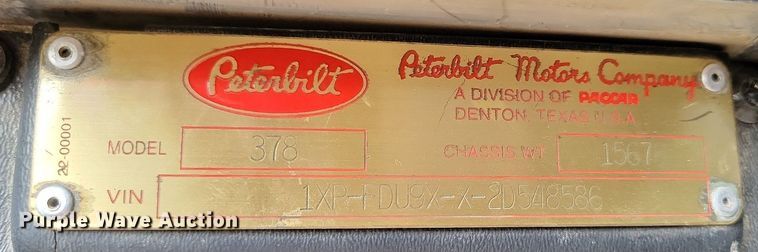 Peterbilt
Peterbilt Motors Company
A DIVISION OF PACCAR
DENTON, TEXAS U.S.A
22-00001
MODEL 378 CHASSIS WT 1567
VIN 1XP-FDU9X-X-2D548586
Purple Wave Auction